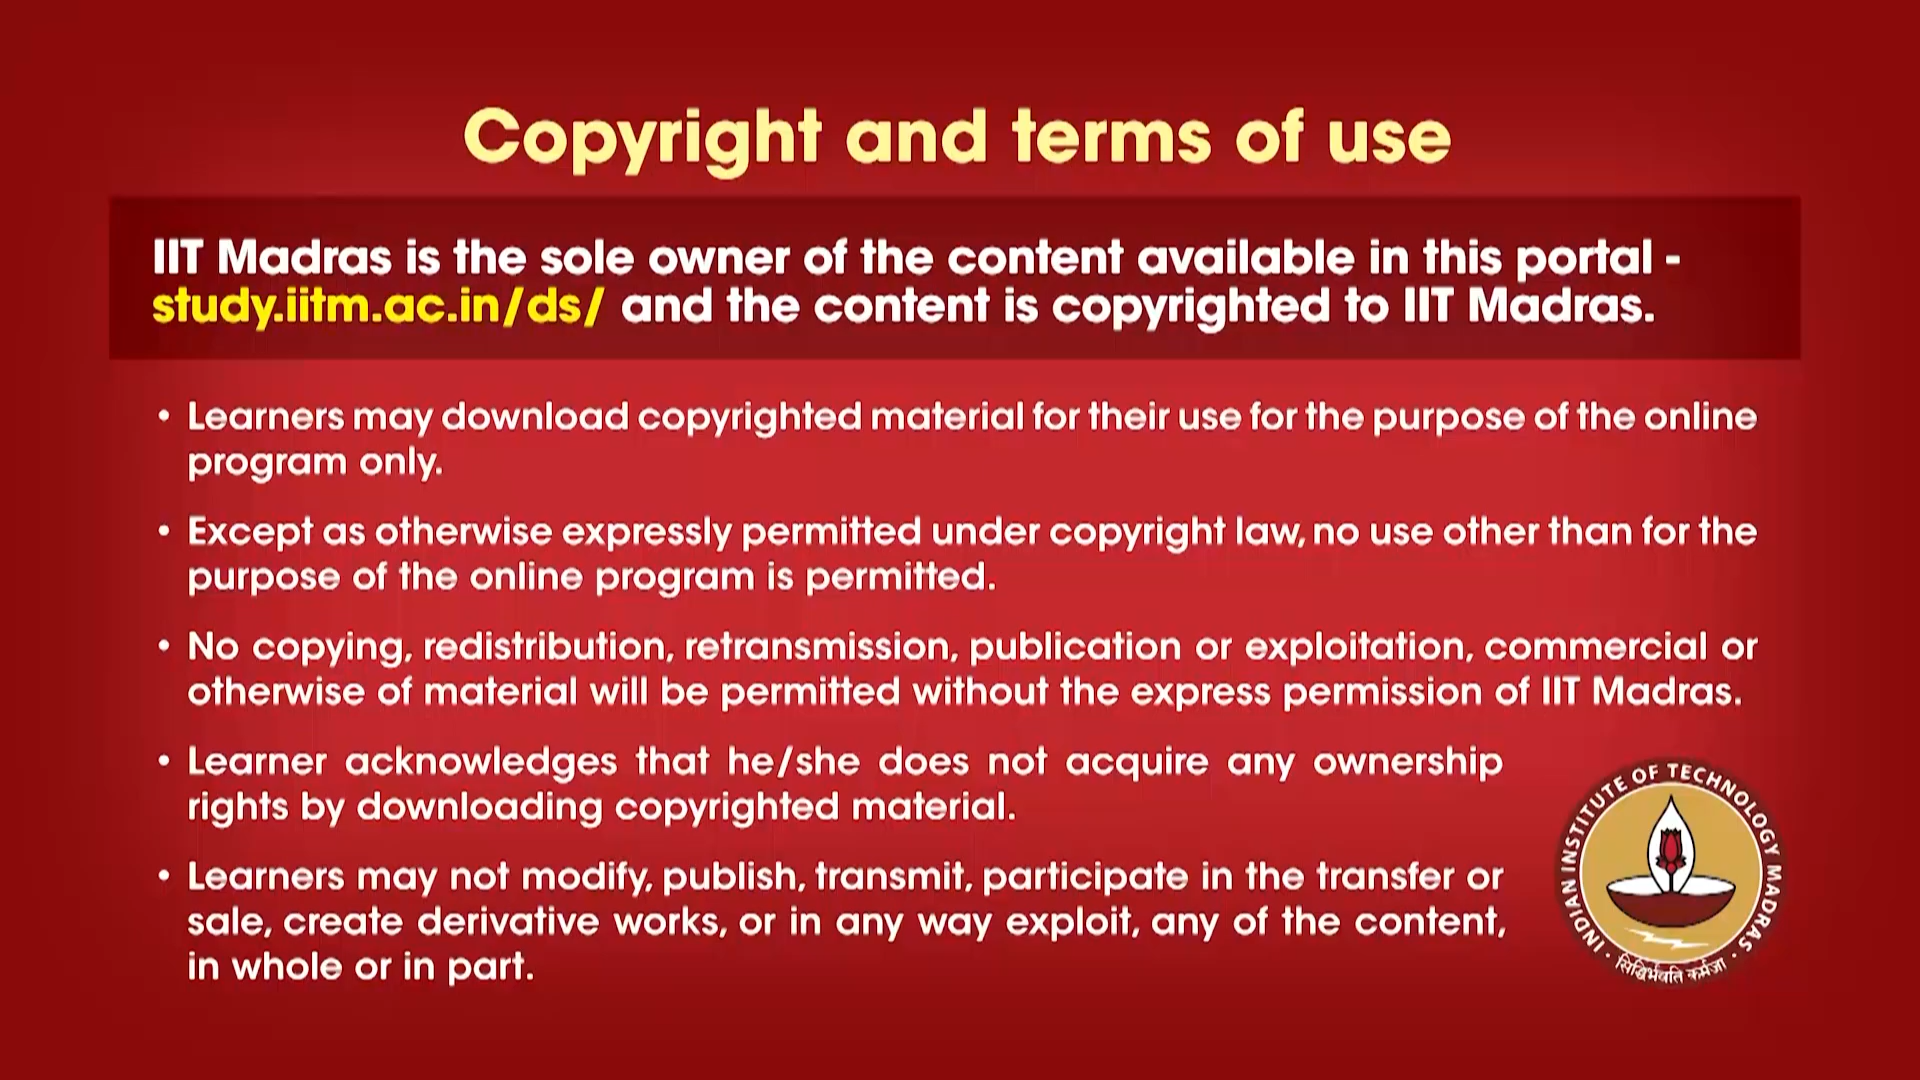 Copyright and terms of use
IIT Madras is the sole owner of the content available in this portal -
study.iitm.ac.in/ds/ and the content is copyrighted to IIT Madras.
• Learners may download copyrighted material for their use for the purpose of the online
program only.
• Except as otherwise expressly permitted under copyright law, no use other than for the
purpose of the online program is permitted.
• No copying, redistribution, retransmission, publication or exploitation, commercial or
otherwise of material will be permitted without the express permission of IIT Madras.
• Learner acknowledges that he/she does not acquire any ownership
rights by downloading copyrighted material.
• Learners may not modify, publish, transmit, participate in the transfer or
sale, create derivative works, or in any way exploit, any of the content,
in whole or in part.
INDIAN INSTITUTE OF TECHNOLOGY MADRAS
सिद्धिर्भवति कर्मजा